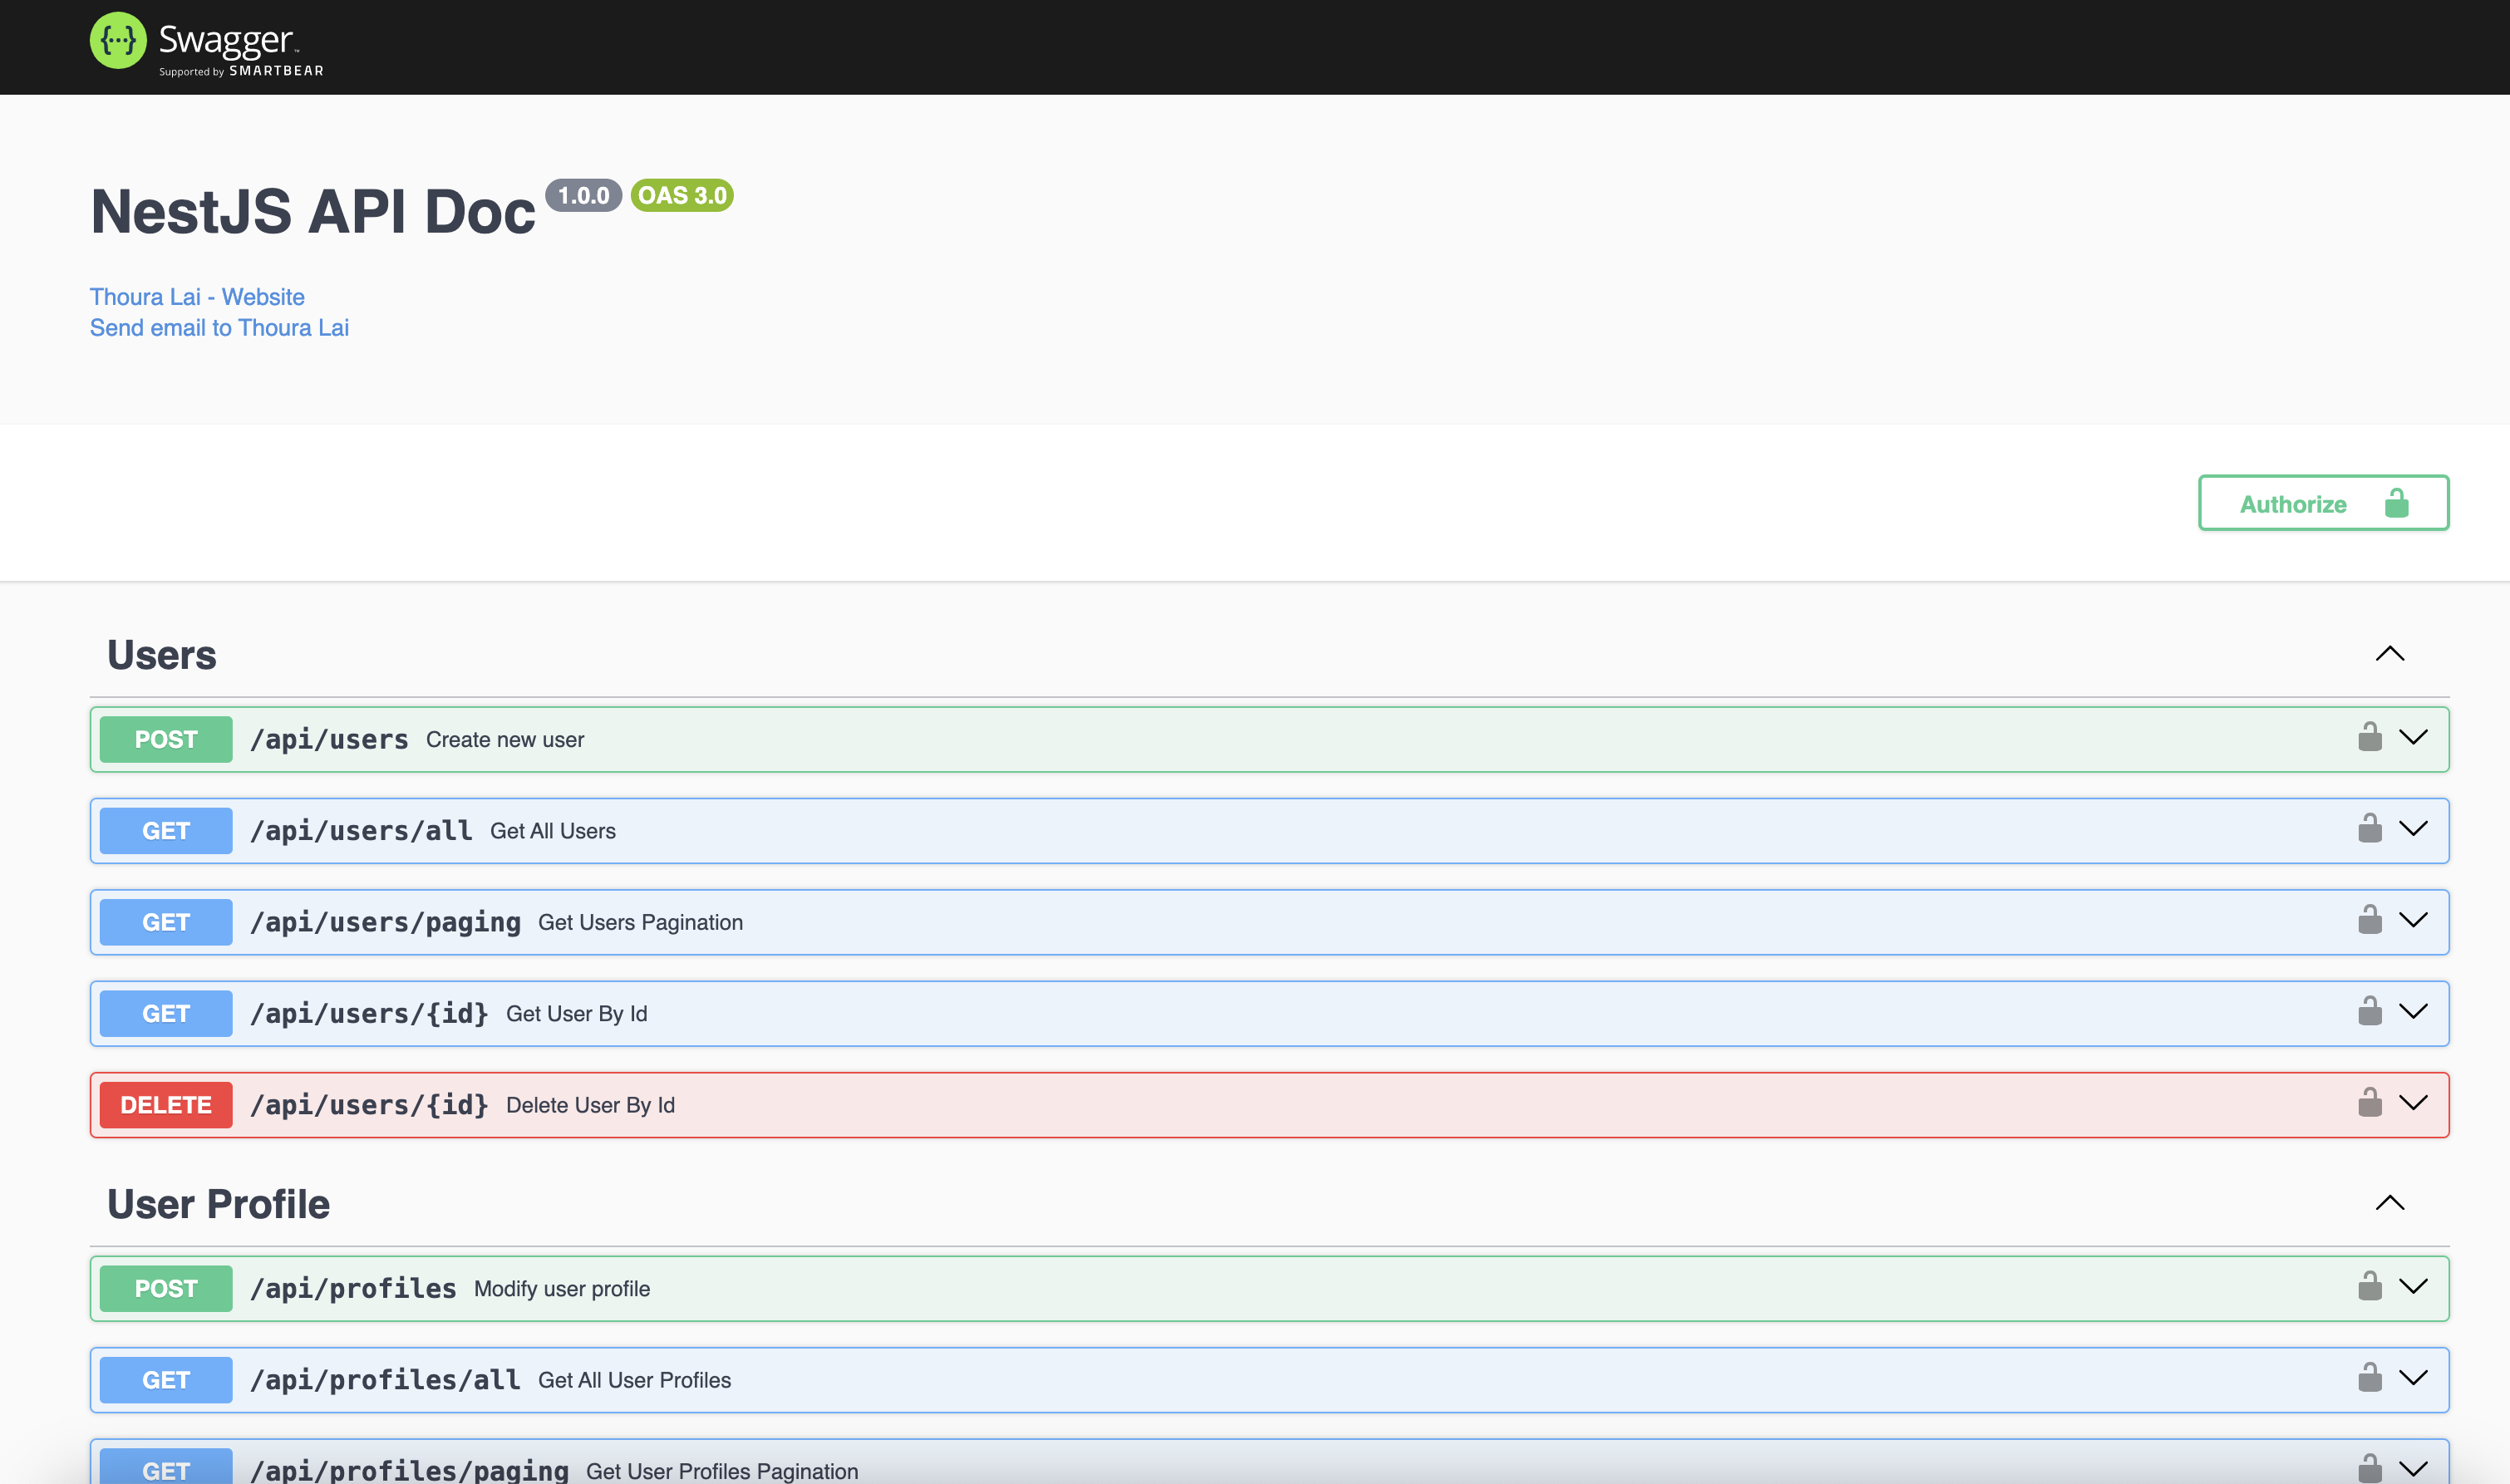 {···} Swagger™
Supported by SMARTBEAR
NestJS API Doc 1.0.0 OAS 3.0
Thoura Lai - Website
Send email to Thoura Lai
Authorize
Users
POST /api/users Create new user
GET /api/users/all Get All Users
GET /api/users/paging Get Users Pagination
GET /api/users/{id} Get User By Id
DELETE /api/users/{id} Delete User By Id
User Profile
POST /api/profiles Modify user profile
GET /api/profiles/all Get All User Profiles
GET /api/profiles/paging Get User Profiles Pagination